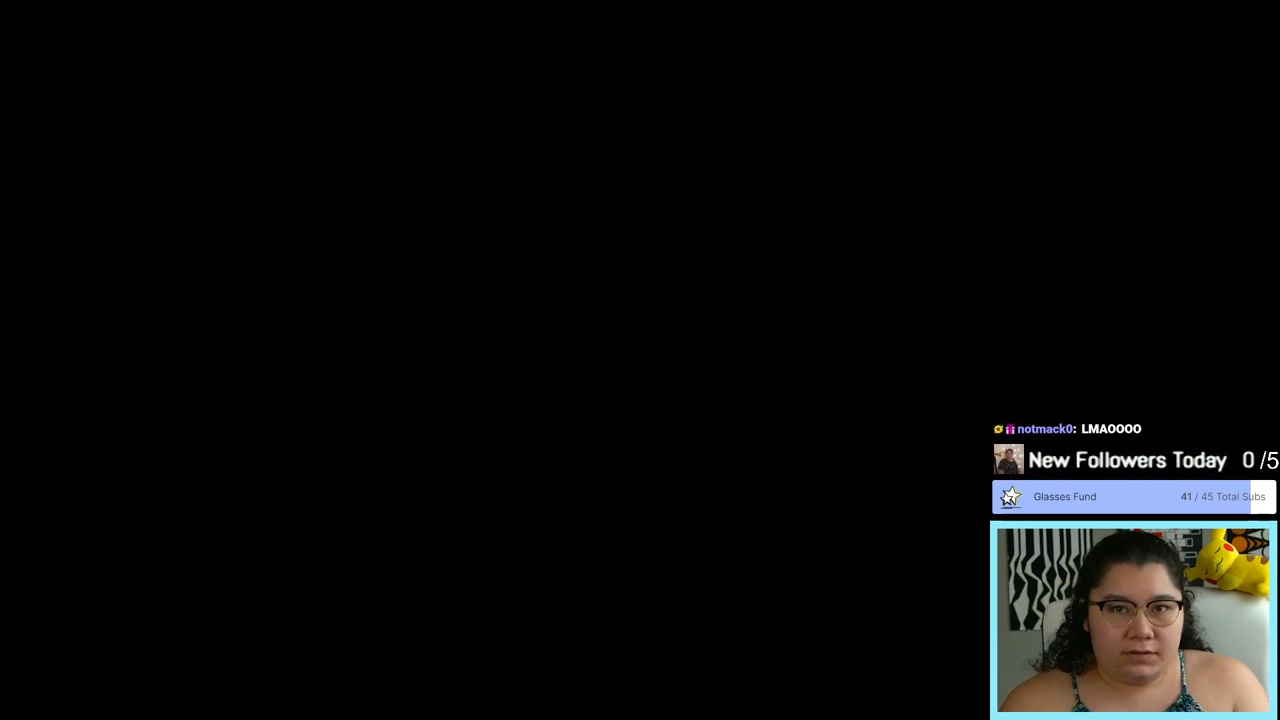 notmack0: LMAOOOO
New Followers Today 0 /5
Glasses Fund 41 / 45 Total Subs